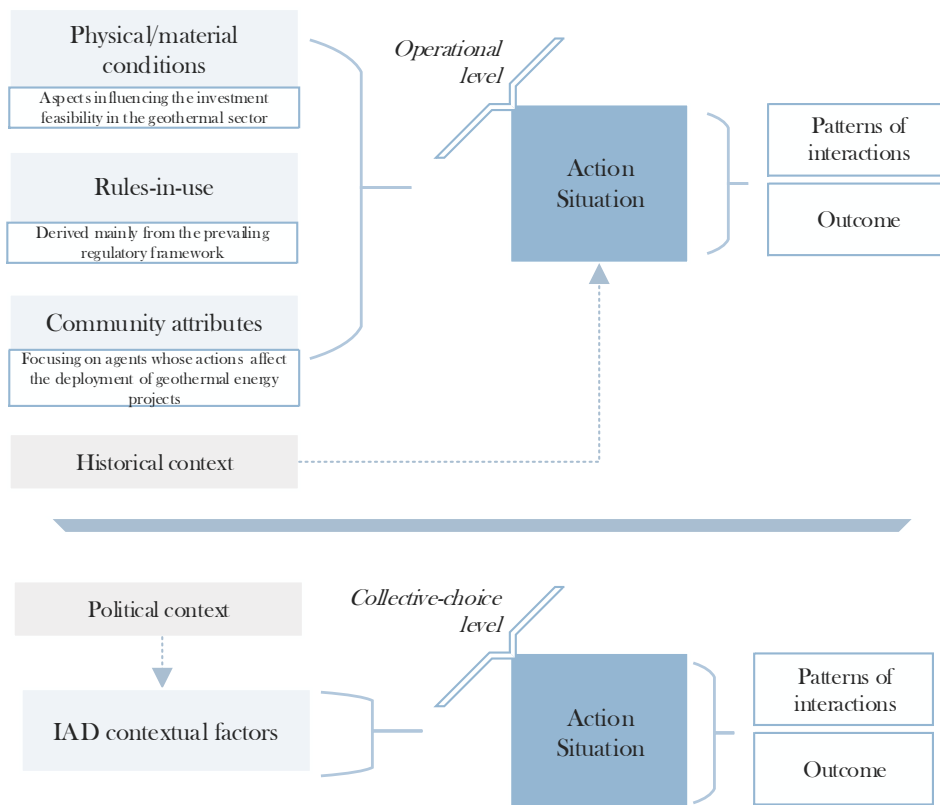 Physical/material
conditions
Aspects influencing the investment
feasibility in the geothermal sector
Rules-in-use
Derived mainly from the prevailing
regulatory framework
Community attributes
Focusing on agents whose actions affect
the deployment of geothermal energy
projects
Historical context
Operational
level
Action
Situation
Patterns of
interactions
Outcome
Political context
IAD contextual factors
Collective-choice
level
Action
Situation
Patterns of
interactions
Outcome